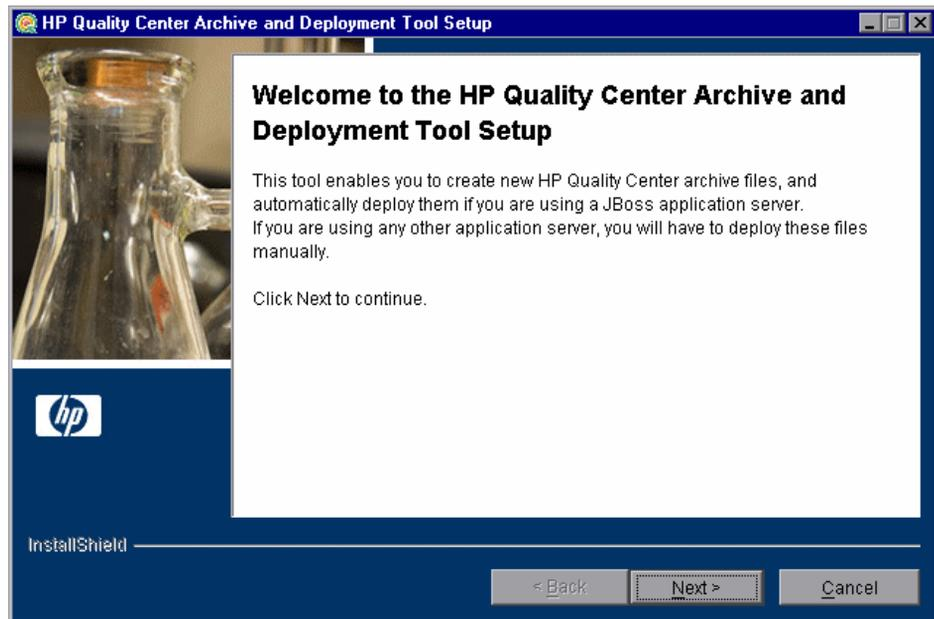 HP Quality Center Archive and Deployment Tool Setup
Welcome to the HP Quality Center Archive and
Deployment Tool Setup
This tool enables you to create new HP Quality Center archive files, and
automatically deploy them if you are using a JBoss application server.
If you are using any other application server, you will have to deploy these files
manually.
Click Next to continue.
hp
InstallShield
< Back
Next >
Cancel